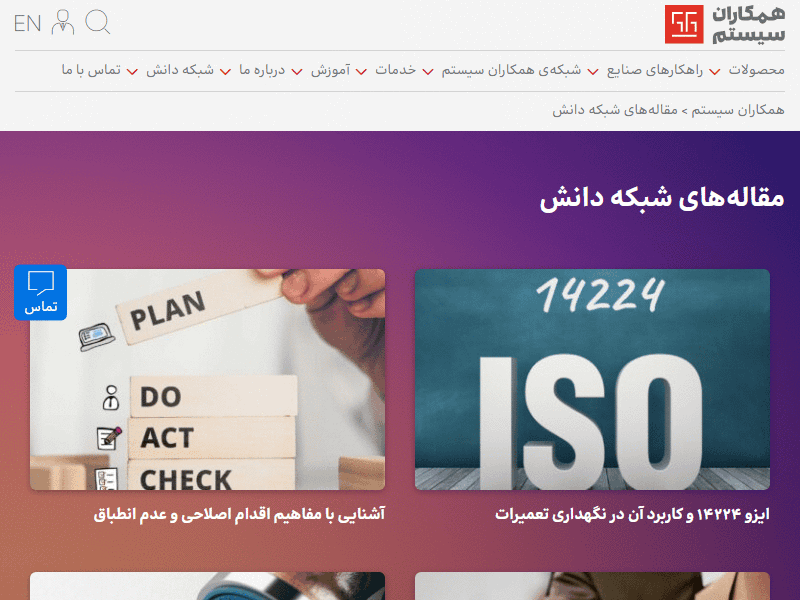 همکاران
سیستم
EN
محصولات راهکارهای صنایع شبکه‌ی همکاران سیستم خدمات آموزش درباره ما شبکه دانش تماس با ما
همکاران سیستم > مقاله‌های شبکه دانش
مقاله‌های شبکه دانش
14224
ISO
ایزو ۱۴۲۲۴ و کاربرد آن در نگهداری تعمیرات
تماس
PLAN
DO
ACT
CHECK
آشنایی با مفاهیم اقدام اصلاحی و عدم انطباق